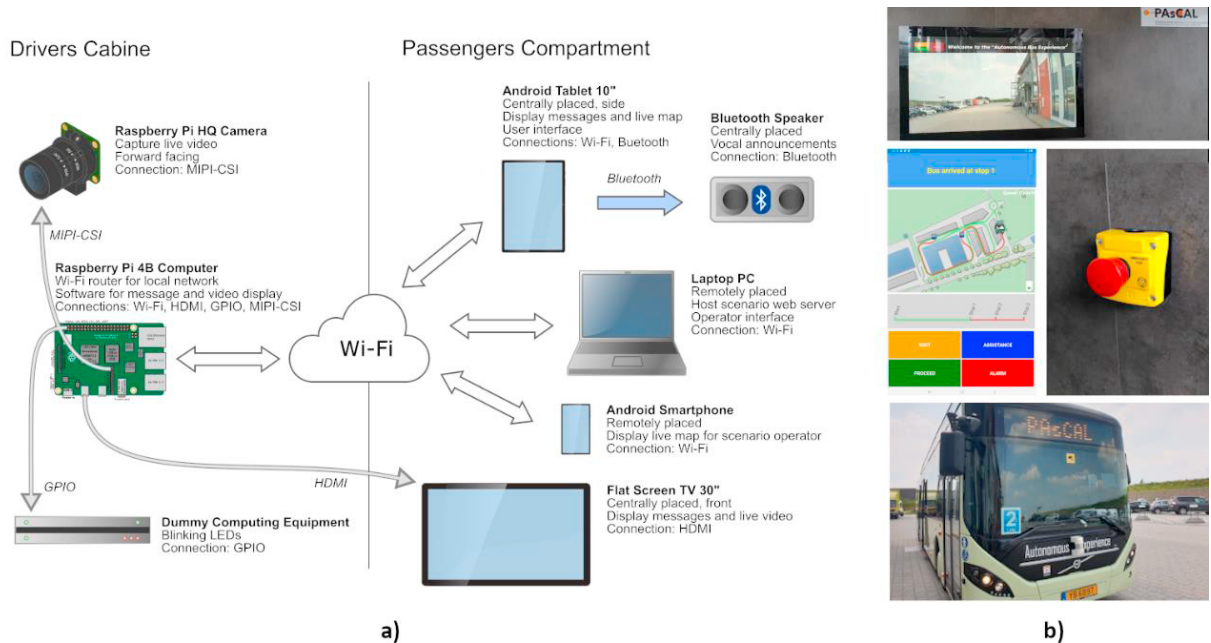 Drivers Cabine
Passengers Compartment
Raspberry Pi HQ Camera
Capture live video
Forward facing
Connection: MIPI-CSI
MIPI-CSI
Raspberry Pi 4B Computer
Wi-Fi router for local network
Software for message and video display
Connections: Wi-Fi, HDMI, GPIO, MIPI-CSI
GPIO
Dummy Computing Equipment
Blinking LEDs
Connection: GPIO
Wi-Fi
HDMI
Android Tablet 10"
Centrally placed, side
Display messages and live map
User interface
Connections: Wi-Fi, Buetooth
Bluetooth
Bluetooth Speaker
Centrally placed
Vocal announcements
Connection: Bluetooth
Laptop PC
Remotely placed
Host scenario web server
Operator interface
Connection: Wi-Fi
Android Smartphone
Remotely placed
Display live map for scenario operator
Connection: Wi-Fi
Flat Screen TV 30"
Centrally placed, front
Display messages and live video
Connection: HDMI
a)
PAsCAL
Welcome to the "Autonomous Bus Experience"
Bus arrived at stop 1
ASSISTANCE
PROCEED
ALARM
PAsCAL
2
Autonomous Experience
b)